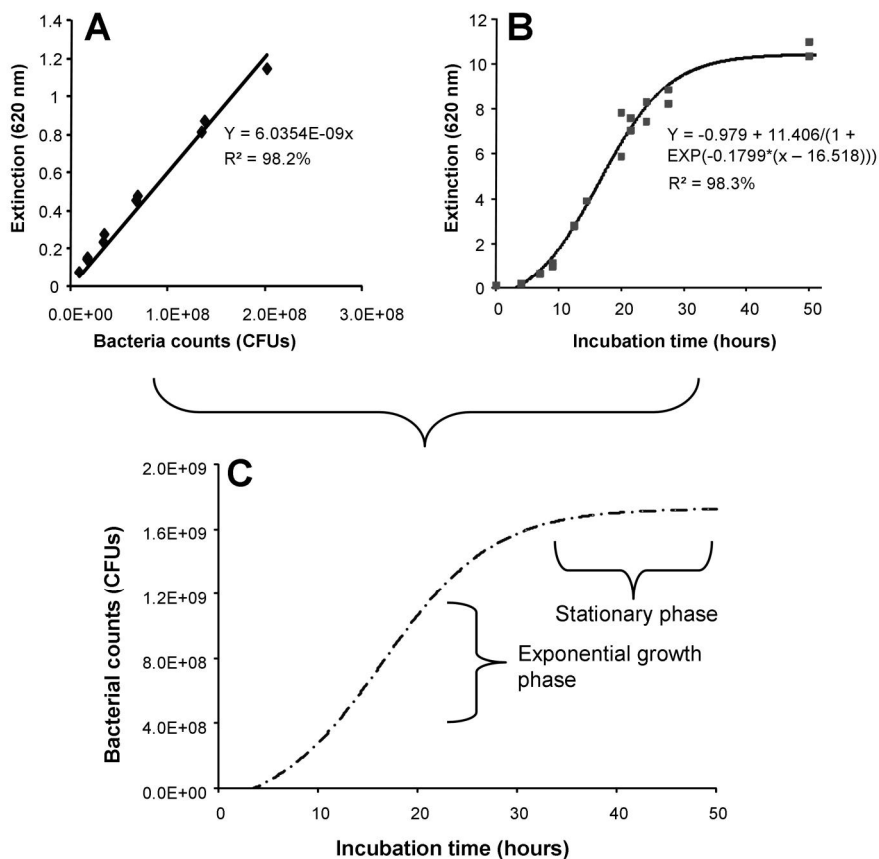 A
Extinction (620 nm)
1.4
1.2
1
0.8
0.6
0.4
0.2
0
Y = 6.0354E-09x
R² = 98.2%
0.0E+00 1.0E+08 2.0E+08 3.0E+08
Bacteria counts (CFUs)
B
Extinction (620 nm)
12
10
8
6
4
2
0
Y = -0.979 + 11.406/(1 +
EXP(-0.1799*(x – 16.518)))
R² = 98.3%
0 10 20 30 40 50
Incubation time (hours)
C
Bacterial counts (CFUs)
2.0E+09
1.6E+09
1.2E+09
8.0E+08
4.0E+08
0.0E+00
Stationary phase
Exponential growth
phase
0 10 20 30 40 50
Incubation time (hours)